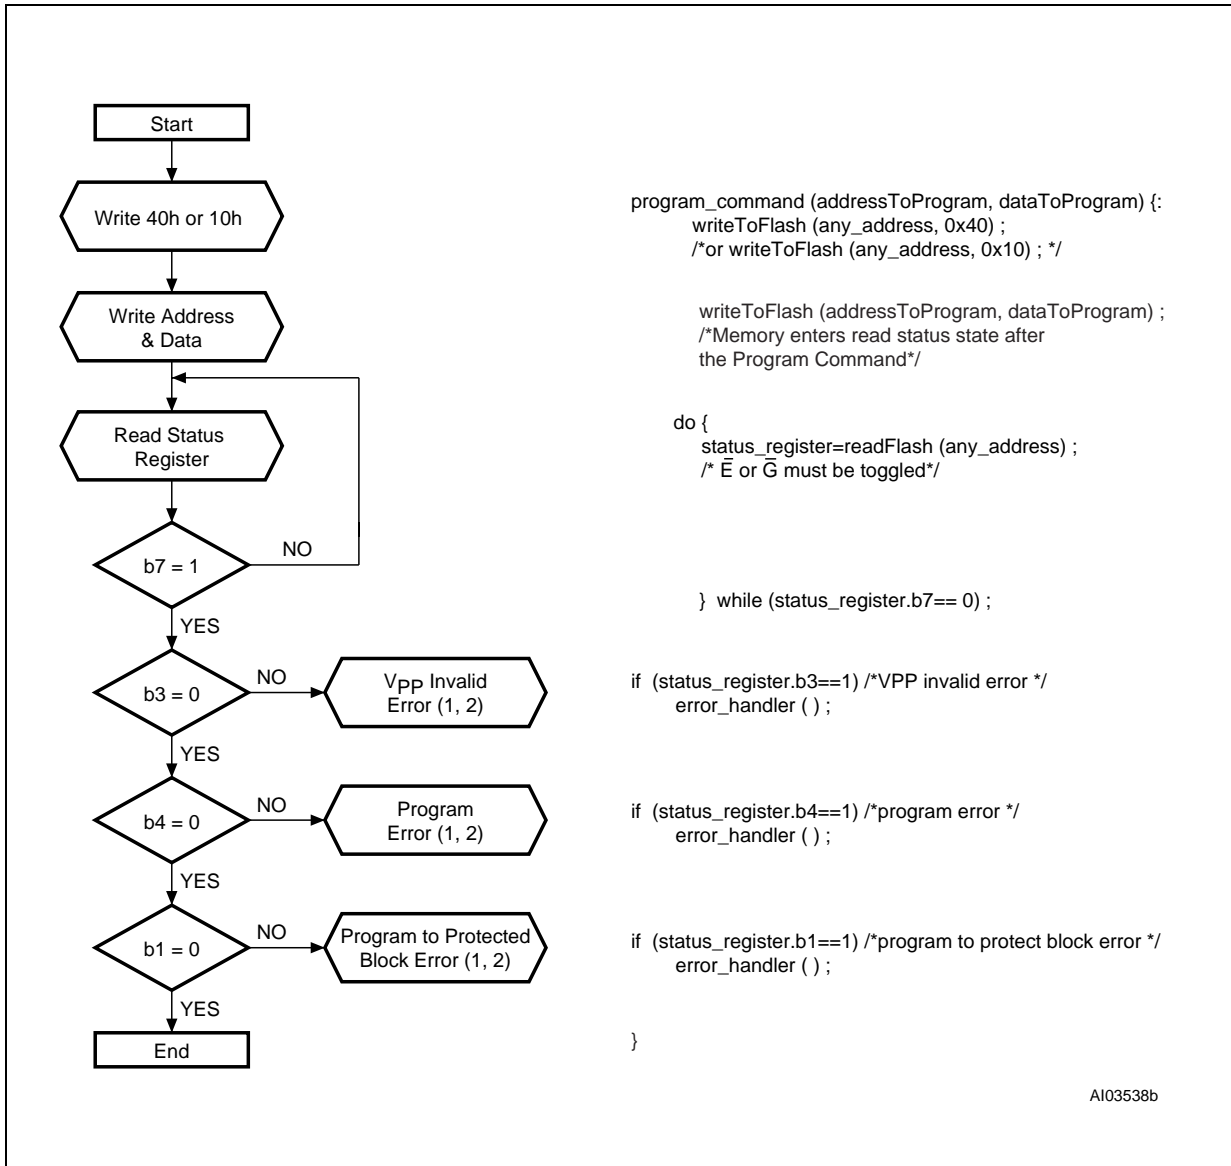 Start
Write 40h or 10h
Write Address
& Data
Read Status
Register
b7 = 1
NO
YES
b3 = 0
NO
VPP Invalid
Error (1, 2)
YES
b4 = 0
NO
Program
Error (1, 2)
YES
b1 = 0
NO
Program to Protected
Block Error (1, 2)
YES
End
program_command (addressToProgram, dataToProgram) {:
writeToFlash (any_address, 0x40) ;
/*or writeToFlash (any_address, 0x10) ; */
writeToFlash (addressToProgram, dataToProgram) ;
/*Memory enters read status state after
the Program Command*/
do {
status_register=readFlash (any_address) ;
/* E̅ or G̅ must be toggled*/
} while (status_register.b7== 0) ;
if (status_register.b3==1) /*VPP invalid error */
error_handler ( ) ;
if (status_register.b4==1) /*program error */
error_handler ( ) ;
if (status_register.b1==1) /*program to protect block error */
error_handler ( ) ;
}
AI03538b